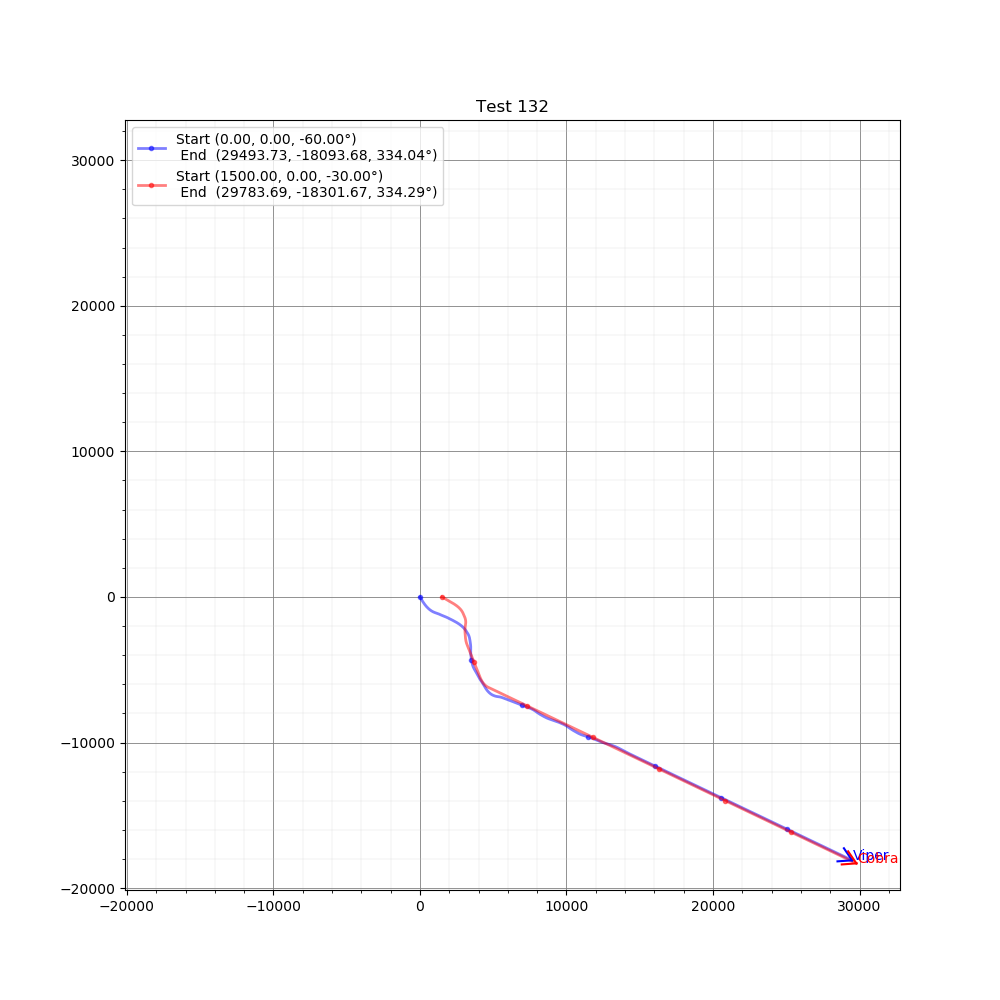 Test 132
Start (0.00, 0.00, -60.00°)
End (29493.73, -18093.68, 334.04°)
Start (1500.00, 0.00, -30.00°)
End (29783.69, -18301.67, 334.29°)
30000
20000
10000
0
−10000
−20000
Viper
Cobra
−20000
−10000
0
10000
20000
30000